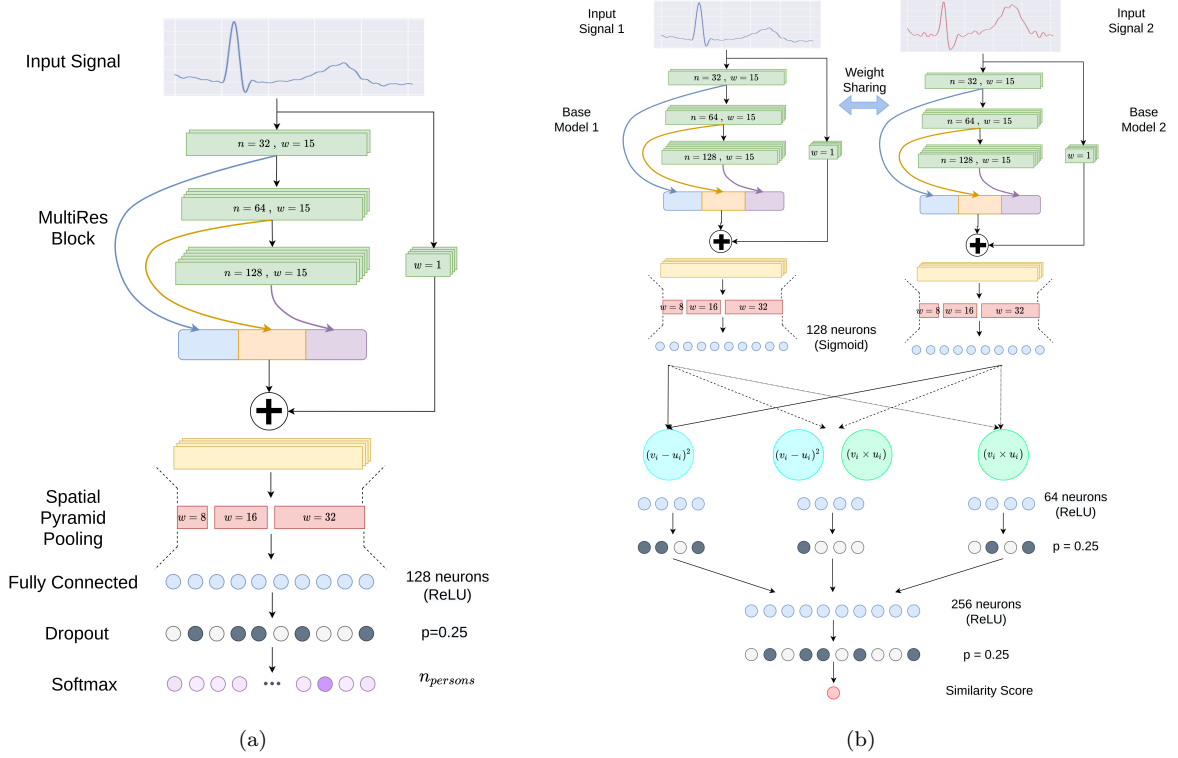 Input Signal
n = 32 , w = 15
MultiRes
Block
n = 64 , w = 15
n = 128 , w = 15
w = 1
Spatial
Pyramid
Pooling
w = 8
w = 16
w = 32
Fully Connected
128 neurons
(ReLU)
Dropout
p=0.25
Softmax
•••
n_persons
(a)
Input
Signal 1
Input
Signal 2
n = 32 , w = 15
Weight
Sharing
n = 32 , w = 15
Base
Model 1
n = 64 , w = 15
n = 64 , w = 15
Base
Model 2
n = 128 , w = 15
w = 1
n = 128 , w = 15
w = 1
w = 8
w = 16
w = 32
w = 8
w = 16
w = 32
128 neurons
(Sigmoid)
(v_i − u_i)²
(v_i − u_i)²
(v_i × u_i)
(v_i × u_i)
64 neurons
(ReLU)
p = 0.25
256 neurons
(ReLU)
p = 0.25
Similarity Score
(b)